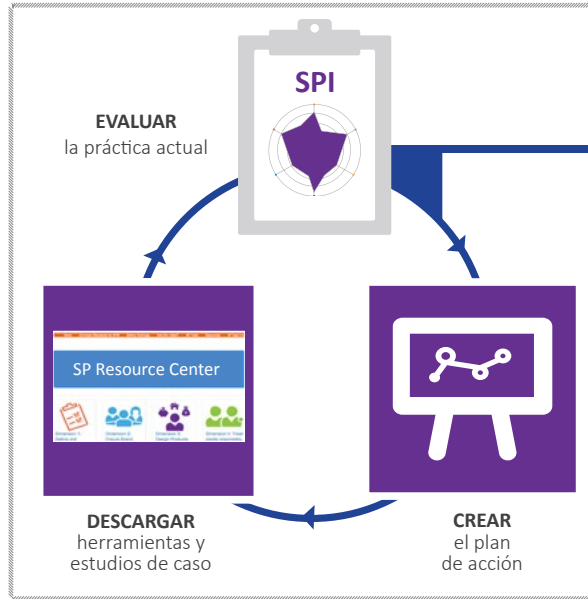 SPI
EVALUAR
la práctica actual
SP Resource Center
DESCARGAR
herramientas y
estudios de caso
CREAR
el plan
de acción